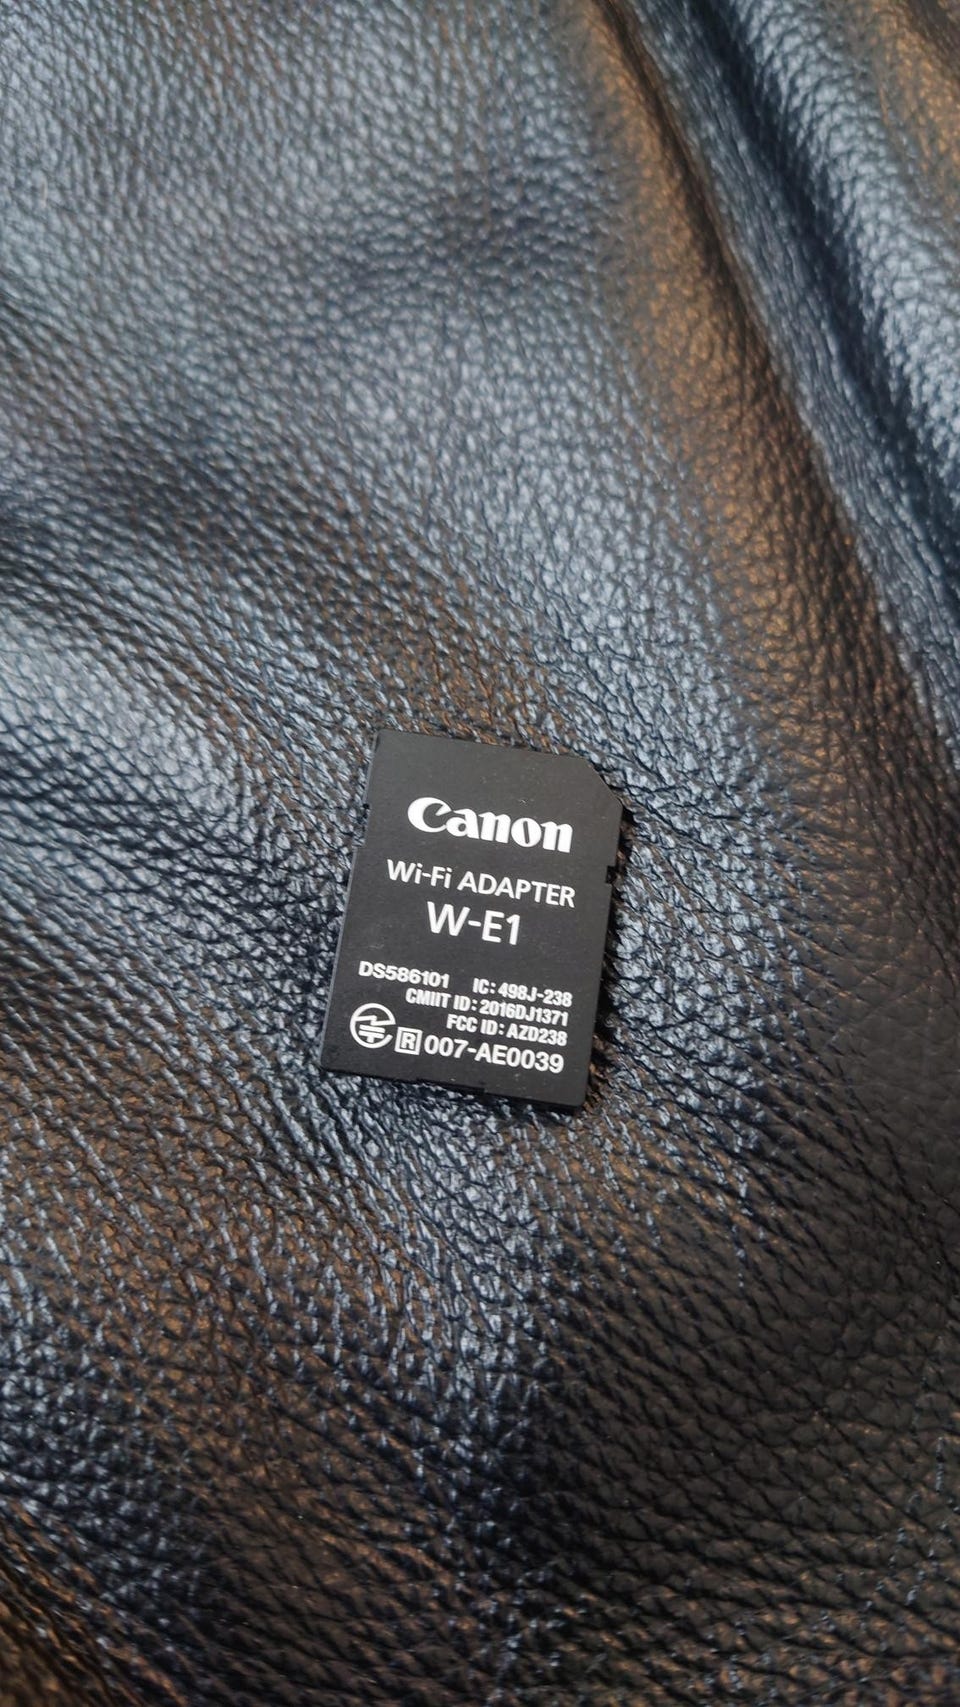 Canon
Wi-Fi ADAPTER
W-E1
DS586101 IC: 498J-238
CMIIT ID: 2016DJ1371
FCC ID: AZD238
R 007-AE0039